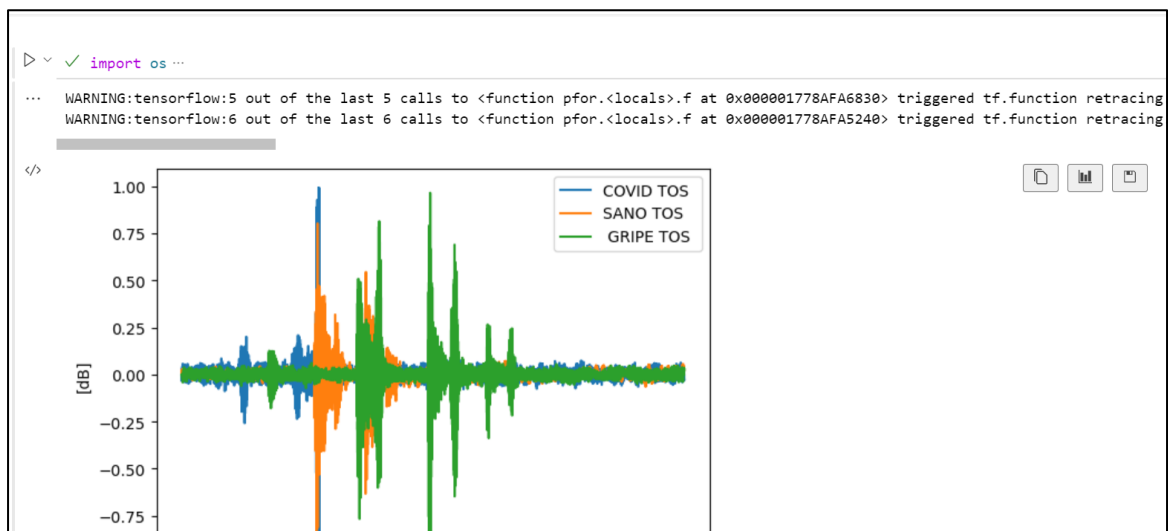 import os ...
... WARNING:tensorflow:5 out of the last 5 calls to <function pfor.<locals>.f at 0x000001778AFA6830> triggered tf.function retracing
WARNING:tensorflow:6 out of the last 6 calls to <function pfor.<locals>.f at 0x000001778AFA5240> triggered tf.function retracing
</>
COVID TOS
SANO TOS
GRIPE TOS
1.00
0.75
0.50
0.25
0.00
−0.25
−0.50
−0.75
[dB]